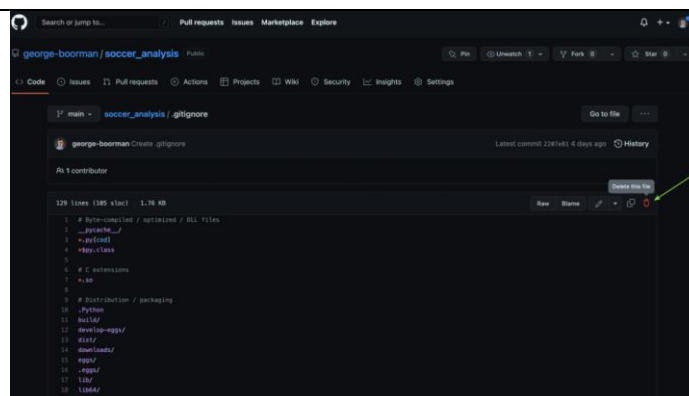 Search or jump to... / Pull requests Issues Marketplace Explore
george-boorman / soccer_analysis Public
Pin Unwatch 1 Fork 0 Star 0
Code Issues Pull requests Actions Projects Wiki Security Insights Settings
main soccer_analysis / .gitignore Go to file ...
george-boorman Create .gitignore Latest commit 4 days ago History
1 contributor
Delete this file
129 lines (105 sloc) 1.76 KB Raw Blame
1 # Byte-compiled / optimized / DLL files
2 __pycache__/
3 *.py[cod]
4 *$py.class
5
6 # C extensions
7 *.so
8
9 # Distribution / packaging
10 .Python
11 build/
12 develop-eggs/
13 dist/
14 downloads/
15 eggs/
16 .eggs/
17 lib/
18 lib64/